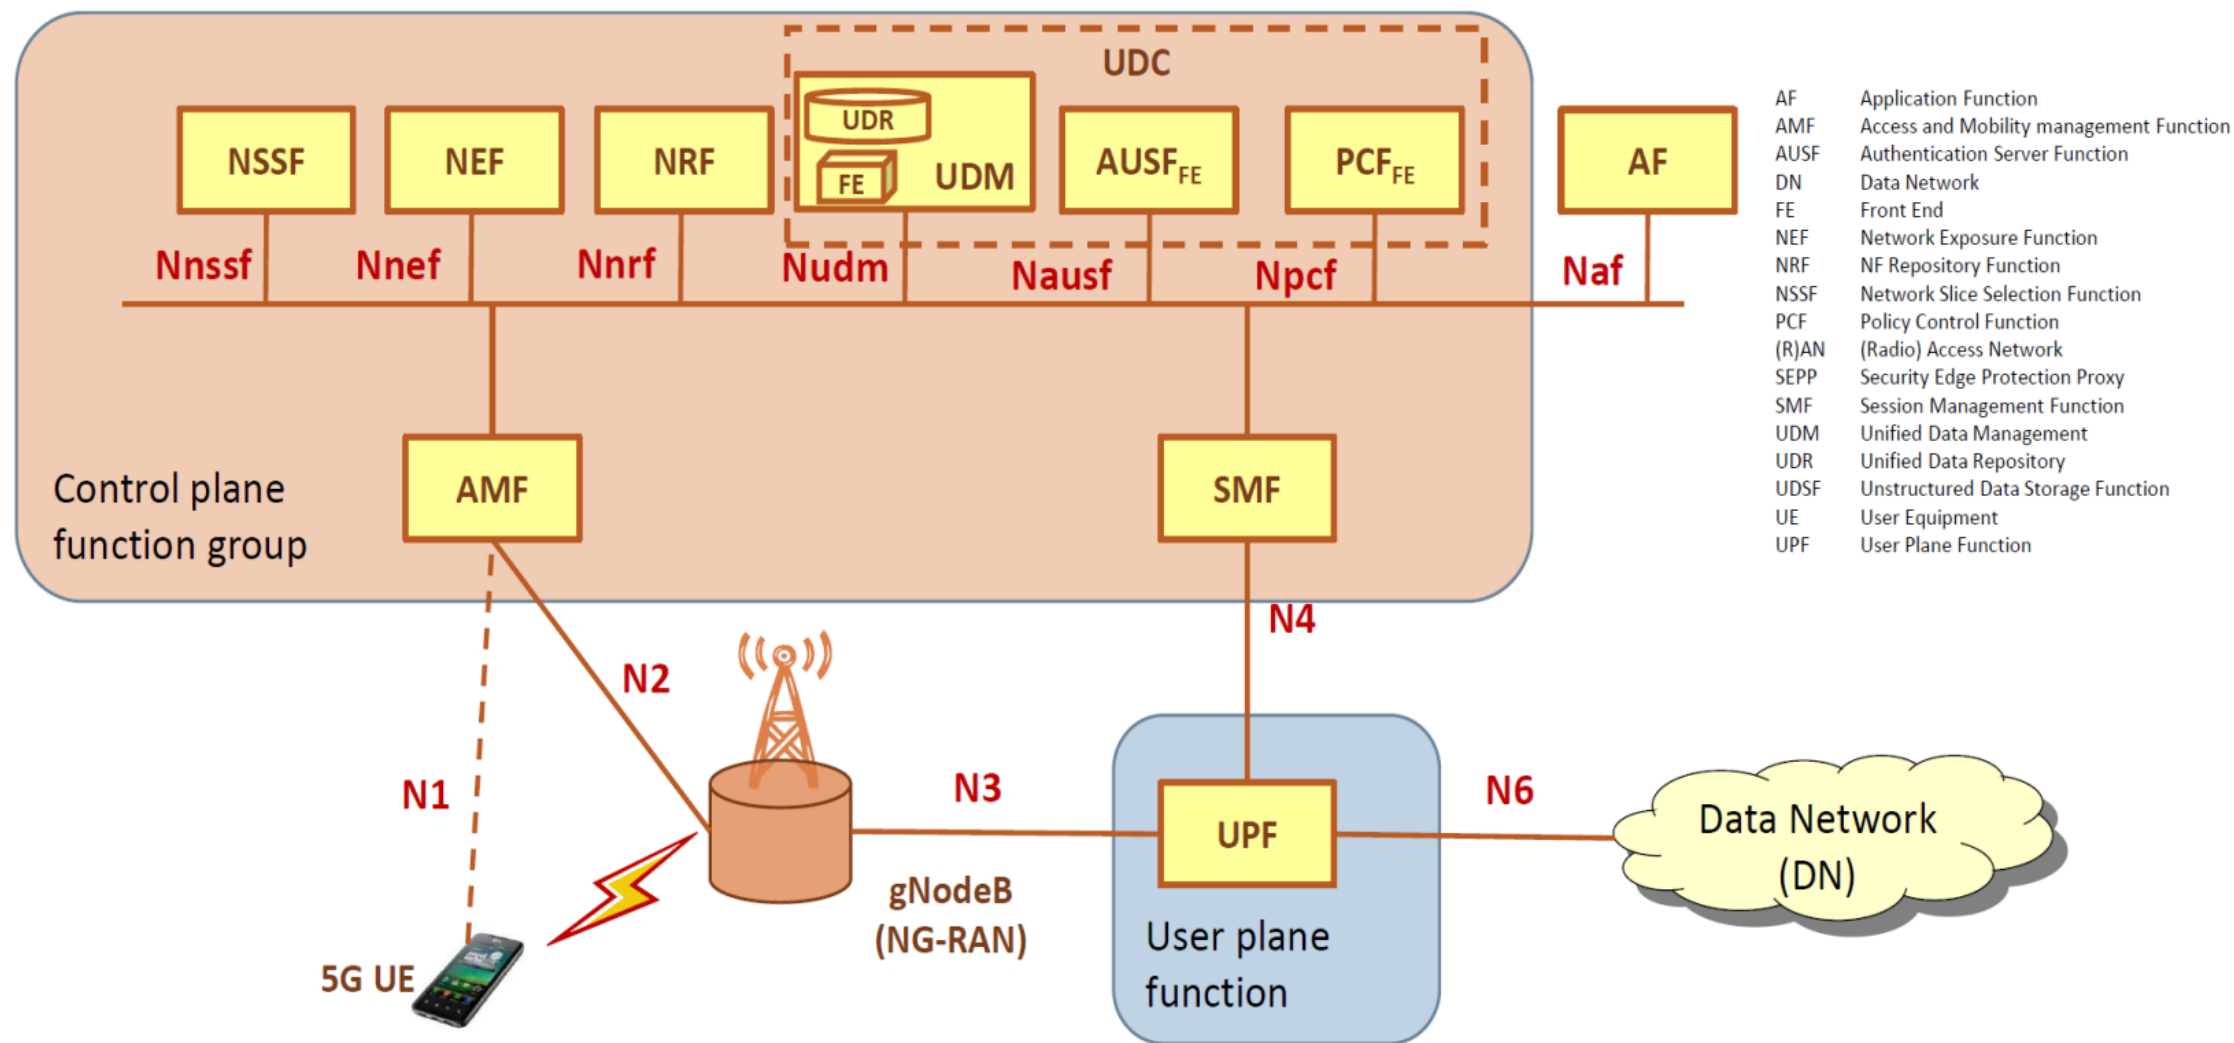 UDC
NSSF
NEF
NRF
UDR
FE
UDM
AUSF FE
PCF FE
AF
Nnssf
Nnef
Nnrf
Nudm
Nausf
Npcf
Naf
AMF
SMF
Control plane
function group
N1
N2
N3
N4
N6
5G UE
gNodeB
(NG-RAN)
UPF
User plane
function
Data Network
(DN)
AF Application Function
AMF Access and Mobility management Function
AUSF Authentication Server Function
DN Data Network
FE Front End
NEF Network Exposure Function
NRF NF Repository Function
NSSF Network Slice Selection Function
PCF Policy Control Function
(R)AN (Radio) Access Network
SEPP Security Edge Protection Proxy
SMF Session Management Function
UDM Unified Data Management
UDR Unified Data Repository
UDSF Unstructured Data Storage Function
UE User Equipment
UPF User Plane Function